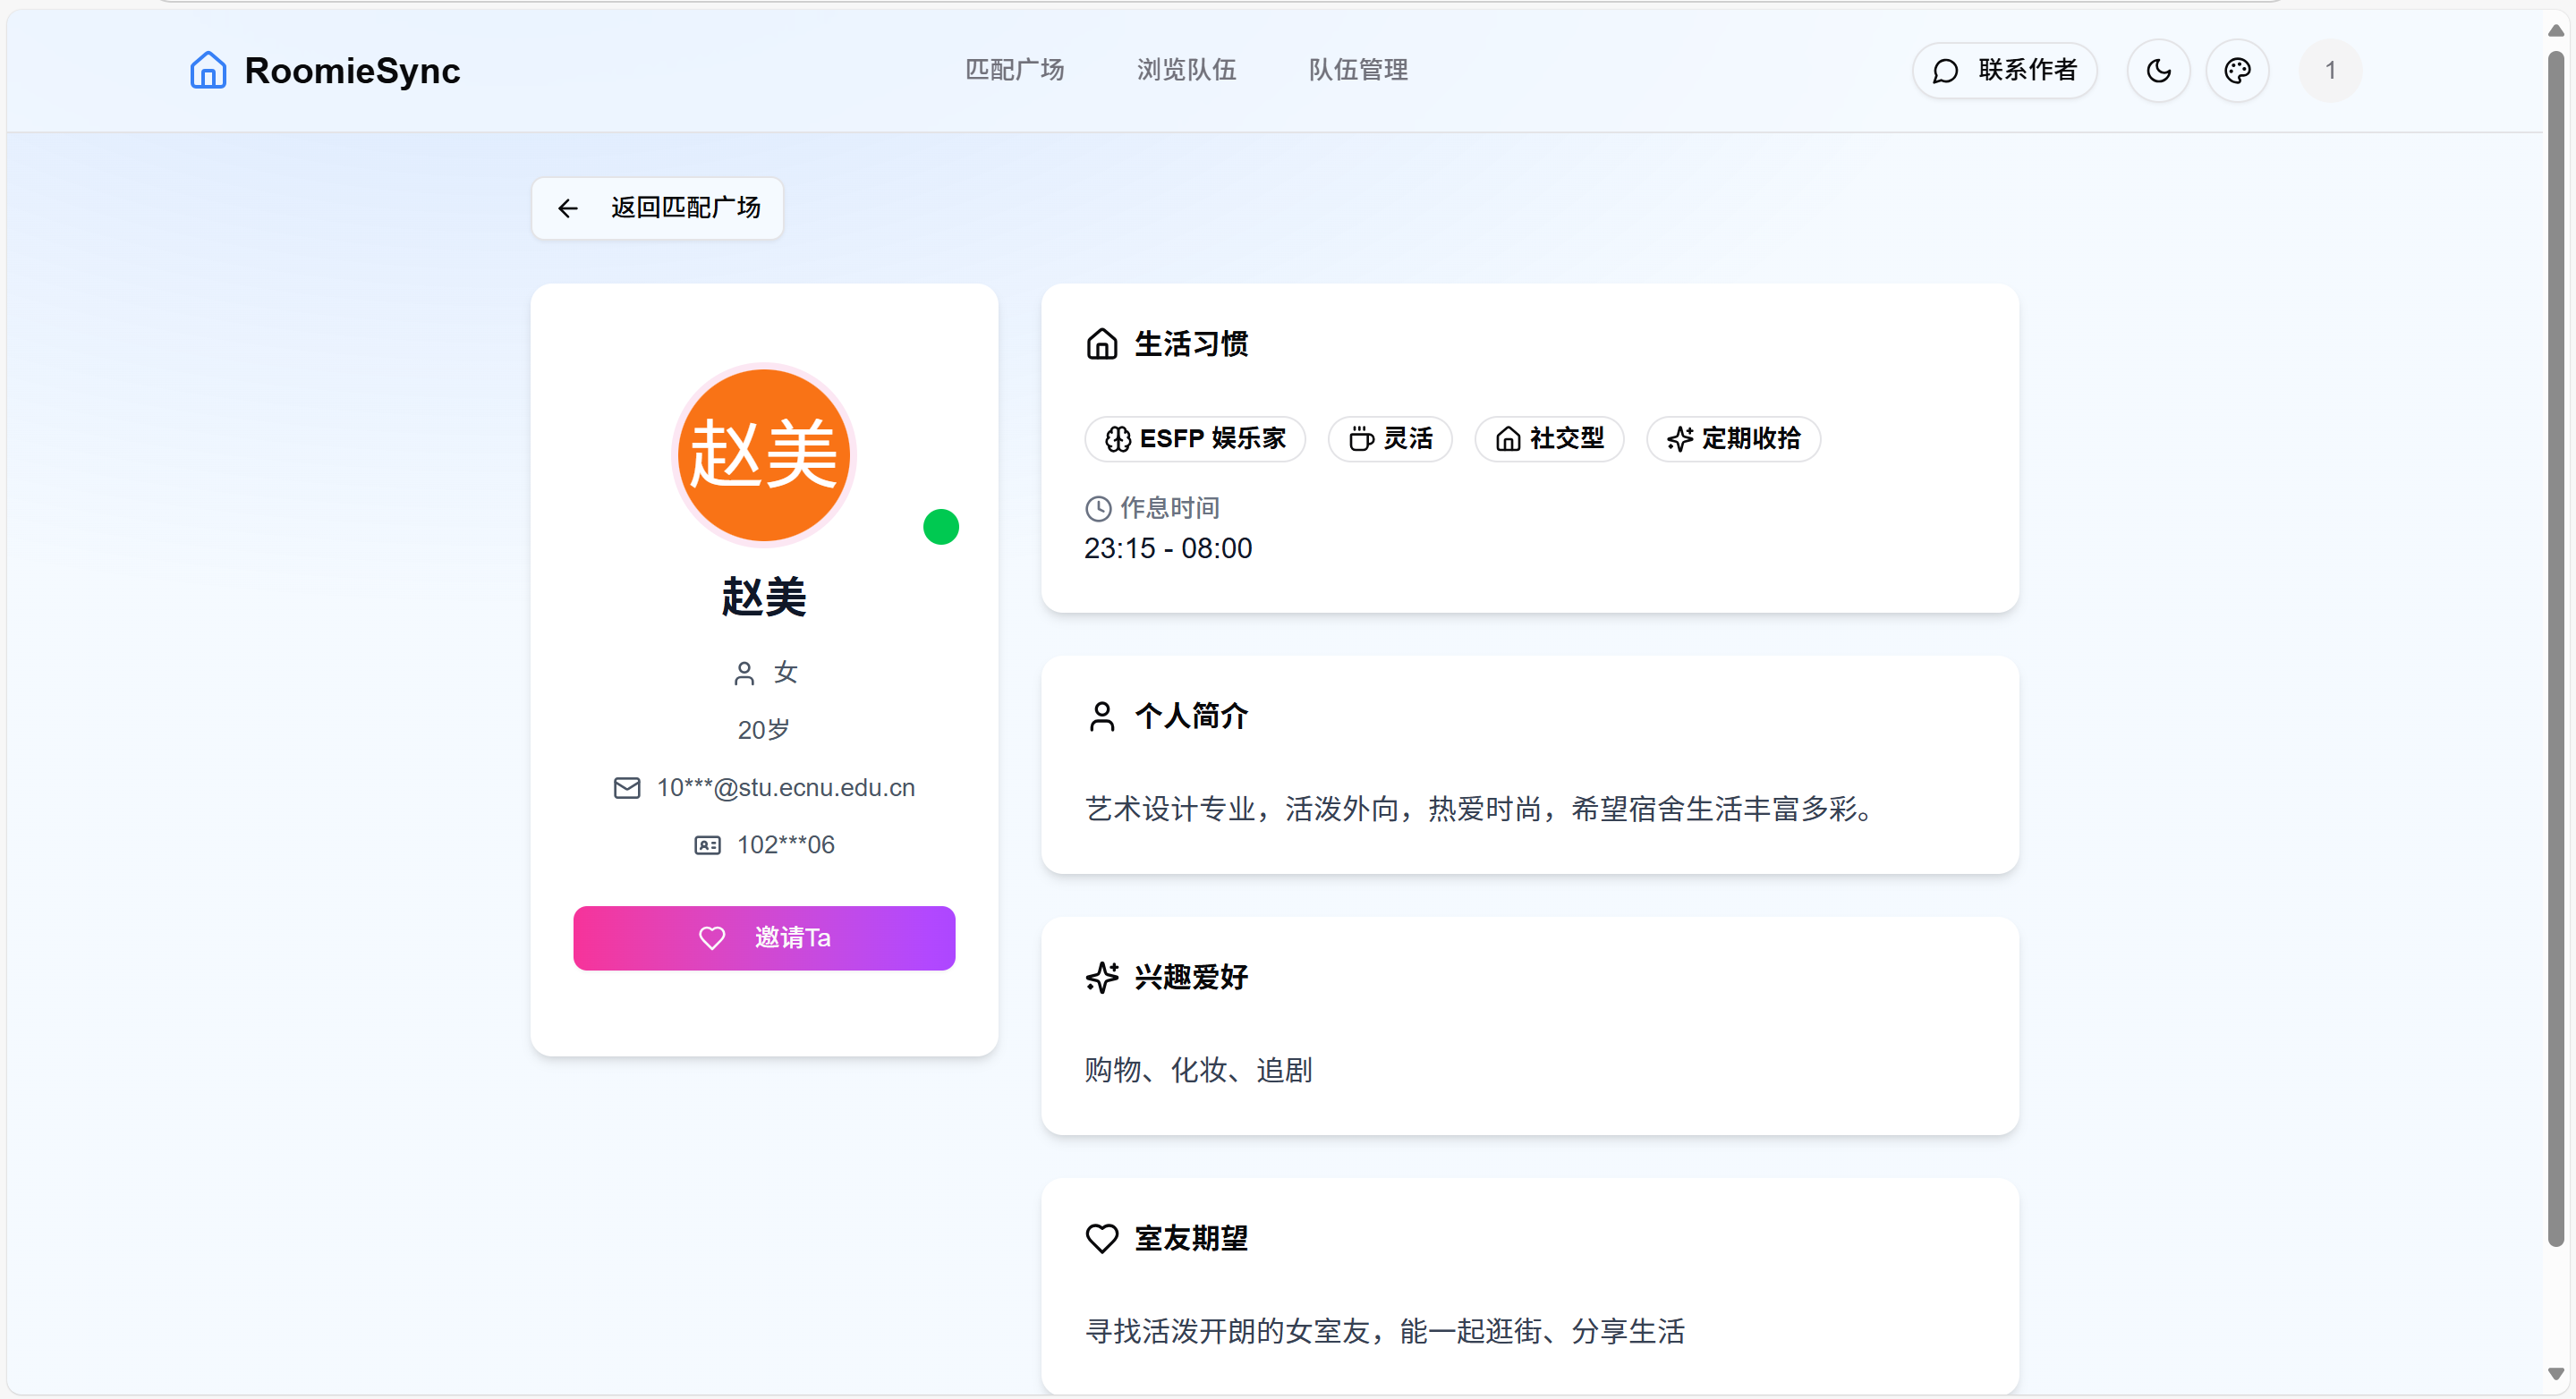 RoomieSync
匹配广场
浏览队伍
队伍管理
联系作者
1
返回匹配广场
赵美
赵美
女
20岁
10***@stu.ecnu.edu.cn
102***06
邀请Ta
生活习惯
ESFP 娱乐家
灵活
社交型
定期收拾
作息时间
23:15 - 08:00
个人简介
艺术设计专业，活泼外向，热爱时尚，希望宿舍生活丰富多彩。
兴趣爱好
购物、化妆、追剧
室友期望
寻找活泼开朗的女室友，能一起逛街、分享生活